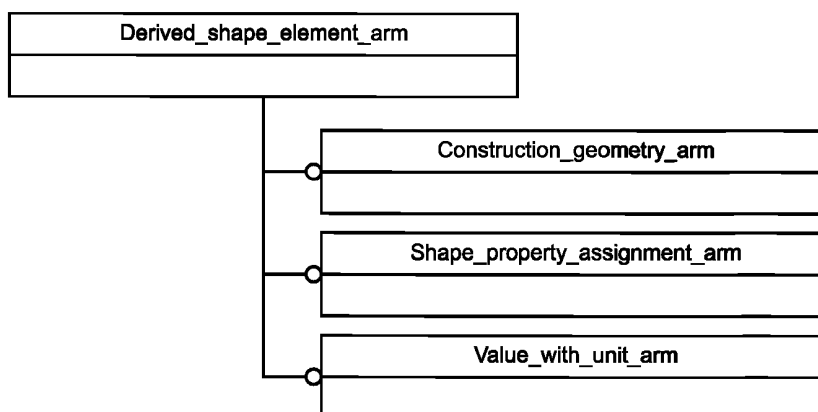 Derived_shape_element_arm
Construction_geometry_arm
Shape_property_assignment_arm
Value_with_unit_arm